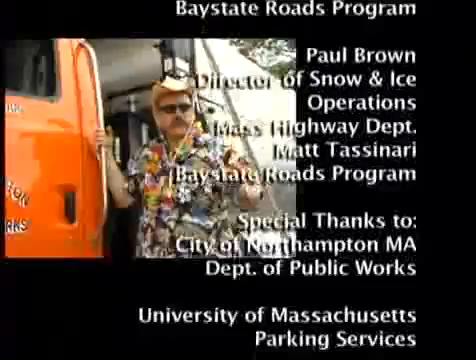 Baystate Roads Program
Paul Brown
Director of Snow & Ice
Operations
Mass Highway Dept.
Matt Tassinari
Baystate Roads Program
Special Thanks to:
City of Northampton MA
Dept. of Public Works
University of Massachusetts
Parking Services